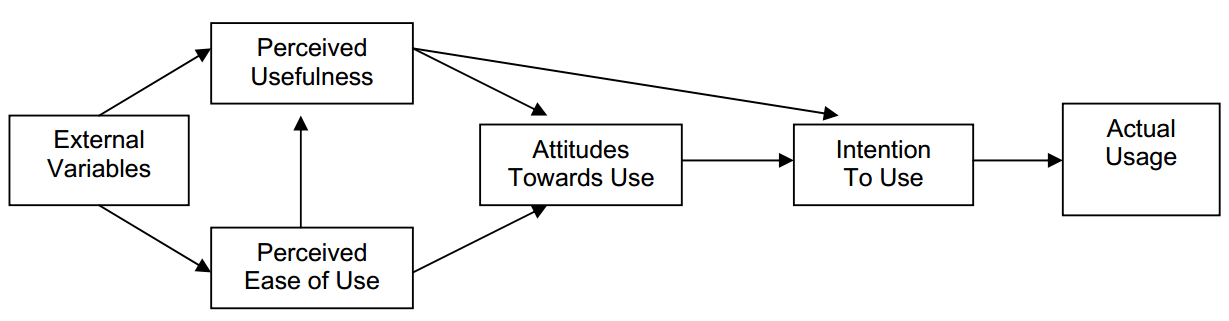 Perceived
Usefulness
External
Variables
Perceived
Ease of Use
Attitudes
Towards Use
Intention
To Use
Actual
Usage